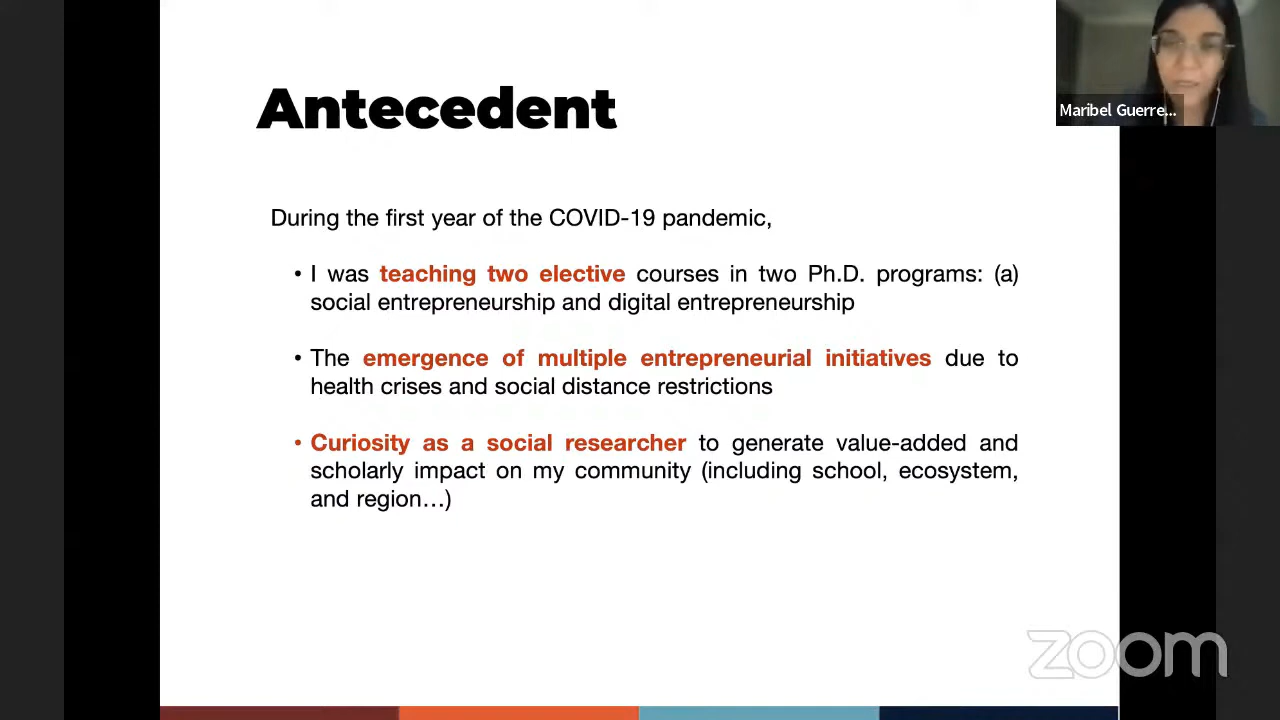 Antecedent
Maribel Guerre...
During the first year of the COVID-19 pandemic,
• I was teaching two elective courses in two Ph.D. programs: (a)
social entrepreneurship and digital entrepreneurship
• The emergence of multiple entrepreneurial initiatives due to
health crises and social distance restrictions
• Curiosity as a social researcher to generate value-added and
scholarly impact on my community (including school, ecosystem,
and region…)
zoom